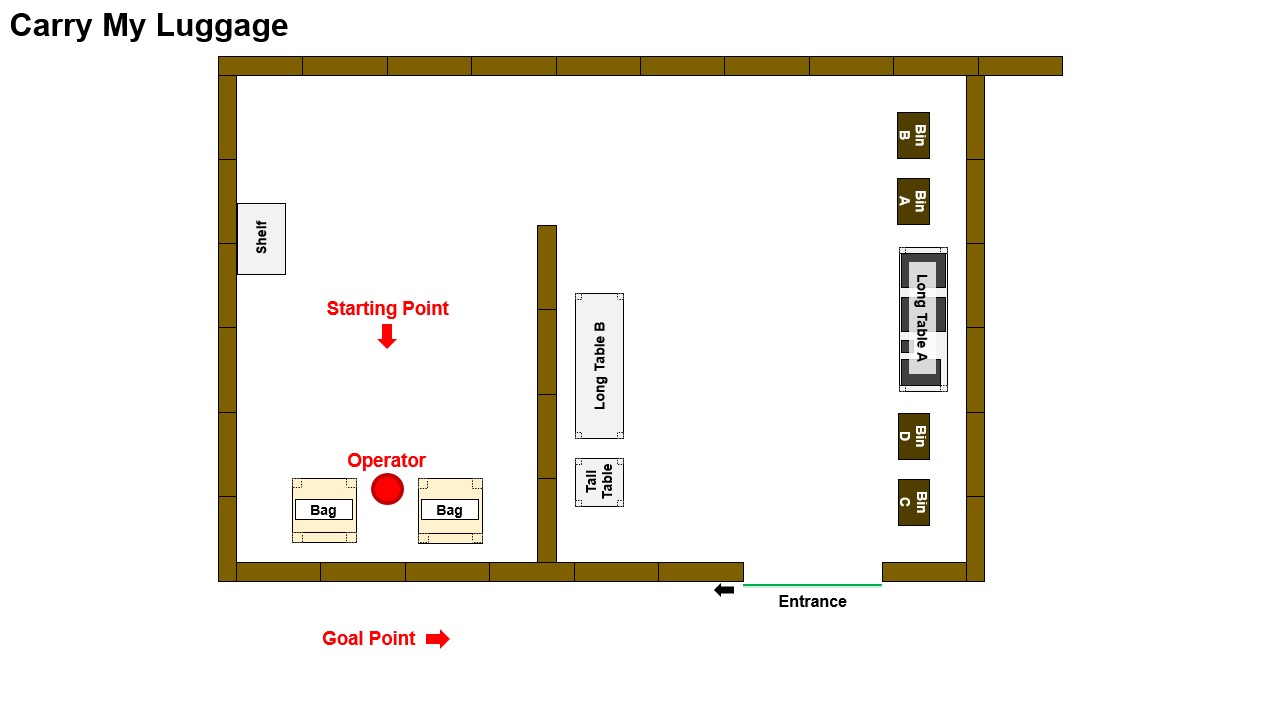 Carry My Luggage
Bin
B
Bin
A
Shelf
Starting Point
Long Table B
Long Table A
Operator
Bag
Bag
Tall
Table
Bin
D
Bin
C
Entrance
Goal Point